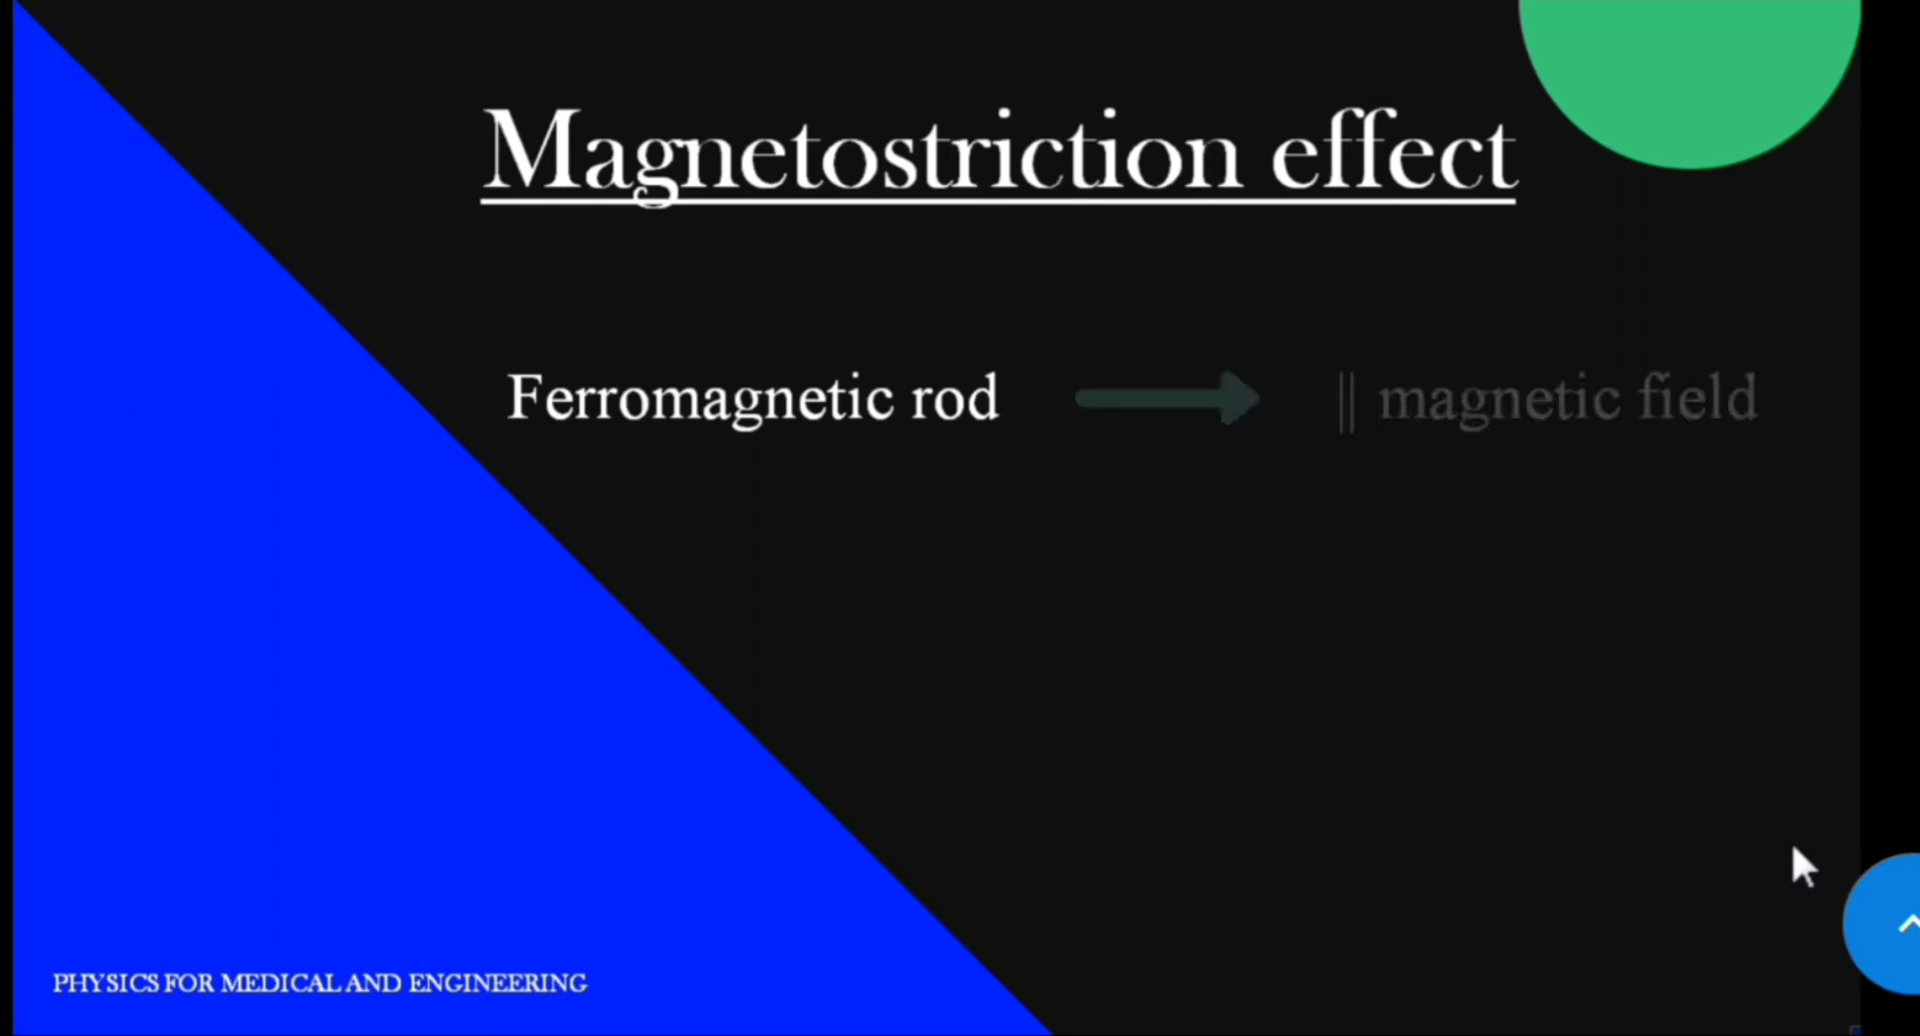 Magnetostriction effect
Ferromagnetic rod || magnetic field
PHYSICS FOR MEDICAL AND ENGINEERING